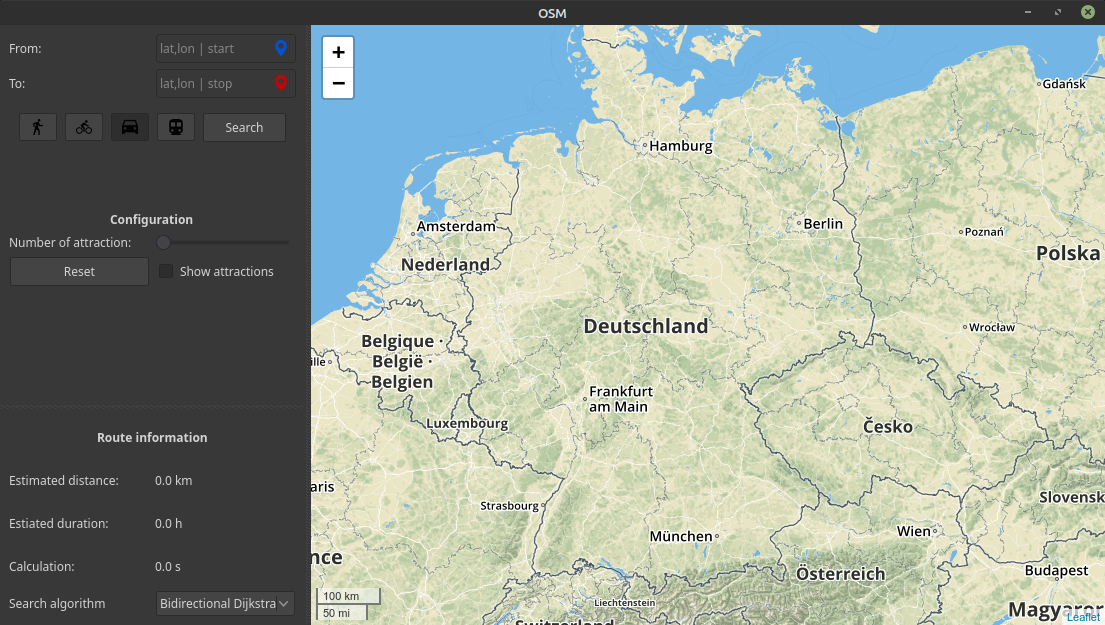 OSM
From:
lat,lon | start
To:
lat,lon | stop
Search
Configuration
Number of attraction:
Reset
Show attractions
Route information
Estimated distance:
0.0 km
Estiated duration:
0.0 h
Calculation:
0.0 s
Search algorithm
Bidirectional Dijkstra
+
−
Gdańsk
Hamburg
Amsterdam
Berlin
Poznań
Nederland
Polska
Deutschland
Wrocław
Belgique ·
België ·
Belgien
ille
Frankfurt
am Main
Luxembourg
Česko
aris
Strasbourg
Slovensk
München
Wien
nce
Österreich
Budapest
100 km
50 mi
Liechtenstein
Magyaror
Switzerland
Leaflet